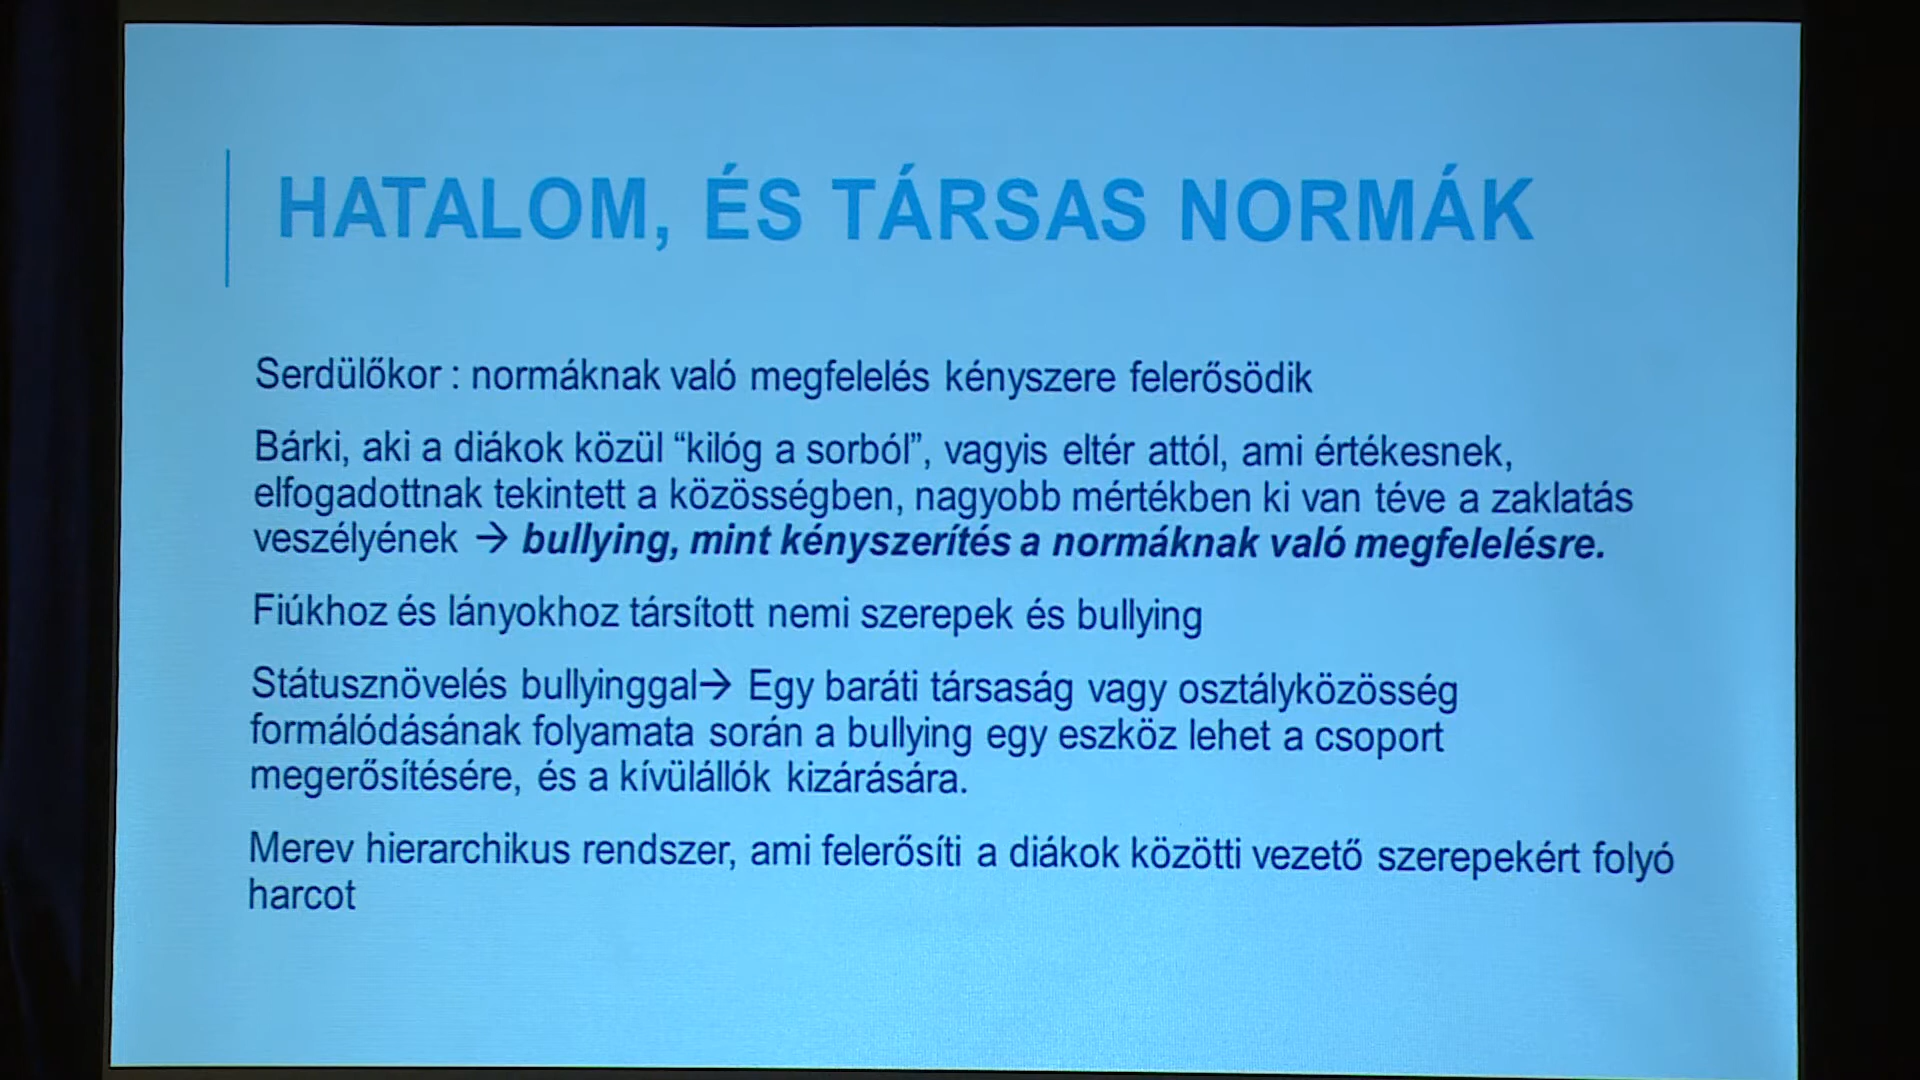 HATALOM, ÉS TÁRSAS NORMÁK
Serdülőkor : normáknak való megfelelés kényszere felerősödik
Bárki, aki a diákok közül “kilóg a sorból”, vagyis eltér attól, ami értékesnek,
elfogadottnak tekintett a közösségben, nagyobb mértékben ki van téve a zaklatás
veszélyének → bullying, mint kényszerítés a normáknak való megfelelésre.
Fiúkhoz és lányokhoz társított nemi szerepek és bullying
Státusznövelés bullyinggal→ Egy baráti társaság vagy osztályközösség
formálódásának folyamata során a bullying egy eszköz lehet a csoport
megerősítésére, és a kívülállók kizárására.
Merev hierarchikus rendszer, ami felerősíti a diákok közötti vezető szerepekért folyó
harcot